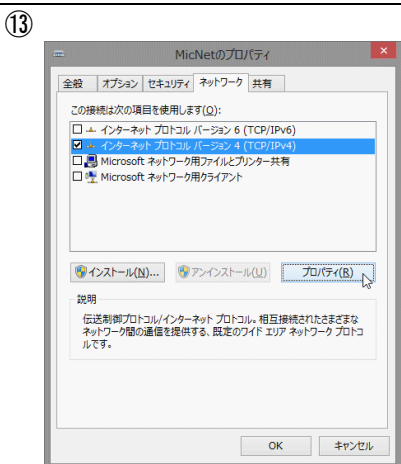 ⑬
MicNetのプロパティ
全般 オプション セキュリティ ネットワーク 共有
この接続は次の項目を使用します(O):
インターネット プロトコル バージョン 6 (TCP/IPv6)
インターネット プロトコル バージョン 4 (TCP/IPv4)
Microsoft ネットワーク用ファイルとプリンター共有
Microsoft ネットワーク用クライアント
インストール(N)... アンインストール(U) プロパティ(R)
説明
伝送制御プロトコル/インターネット プロトコル。相互接続されたさまざまな
ネットワーク間の通信を提供する、既定のワイド エリア ネットワーク プロトコ
ルです。
OK キャンセル